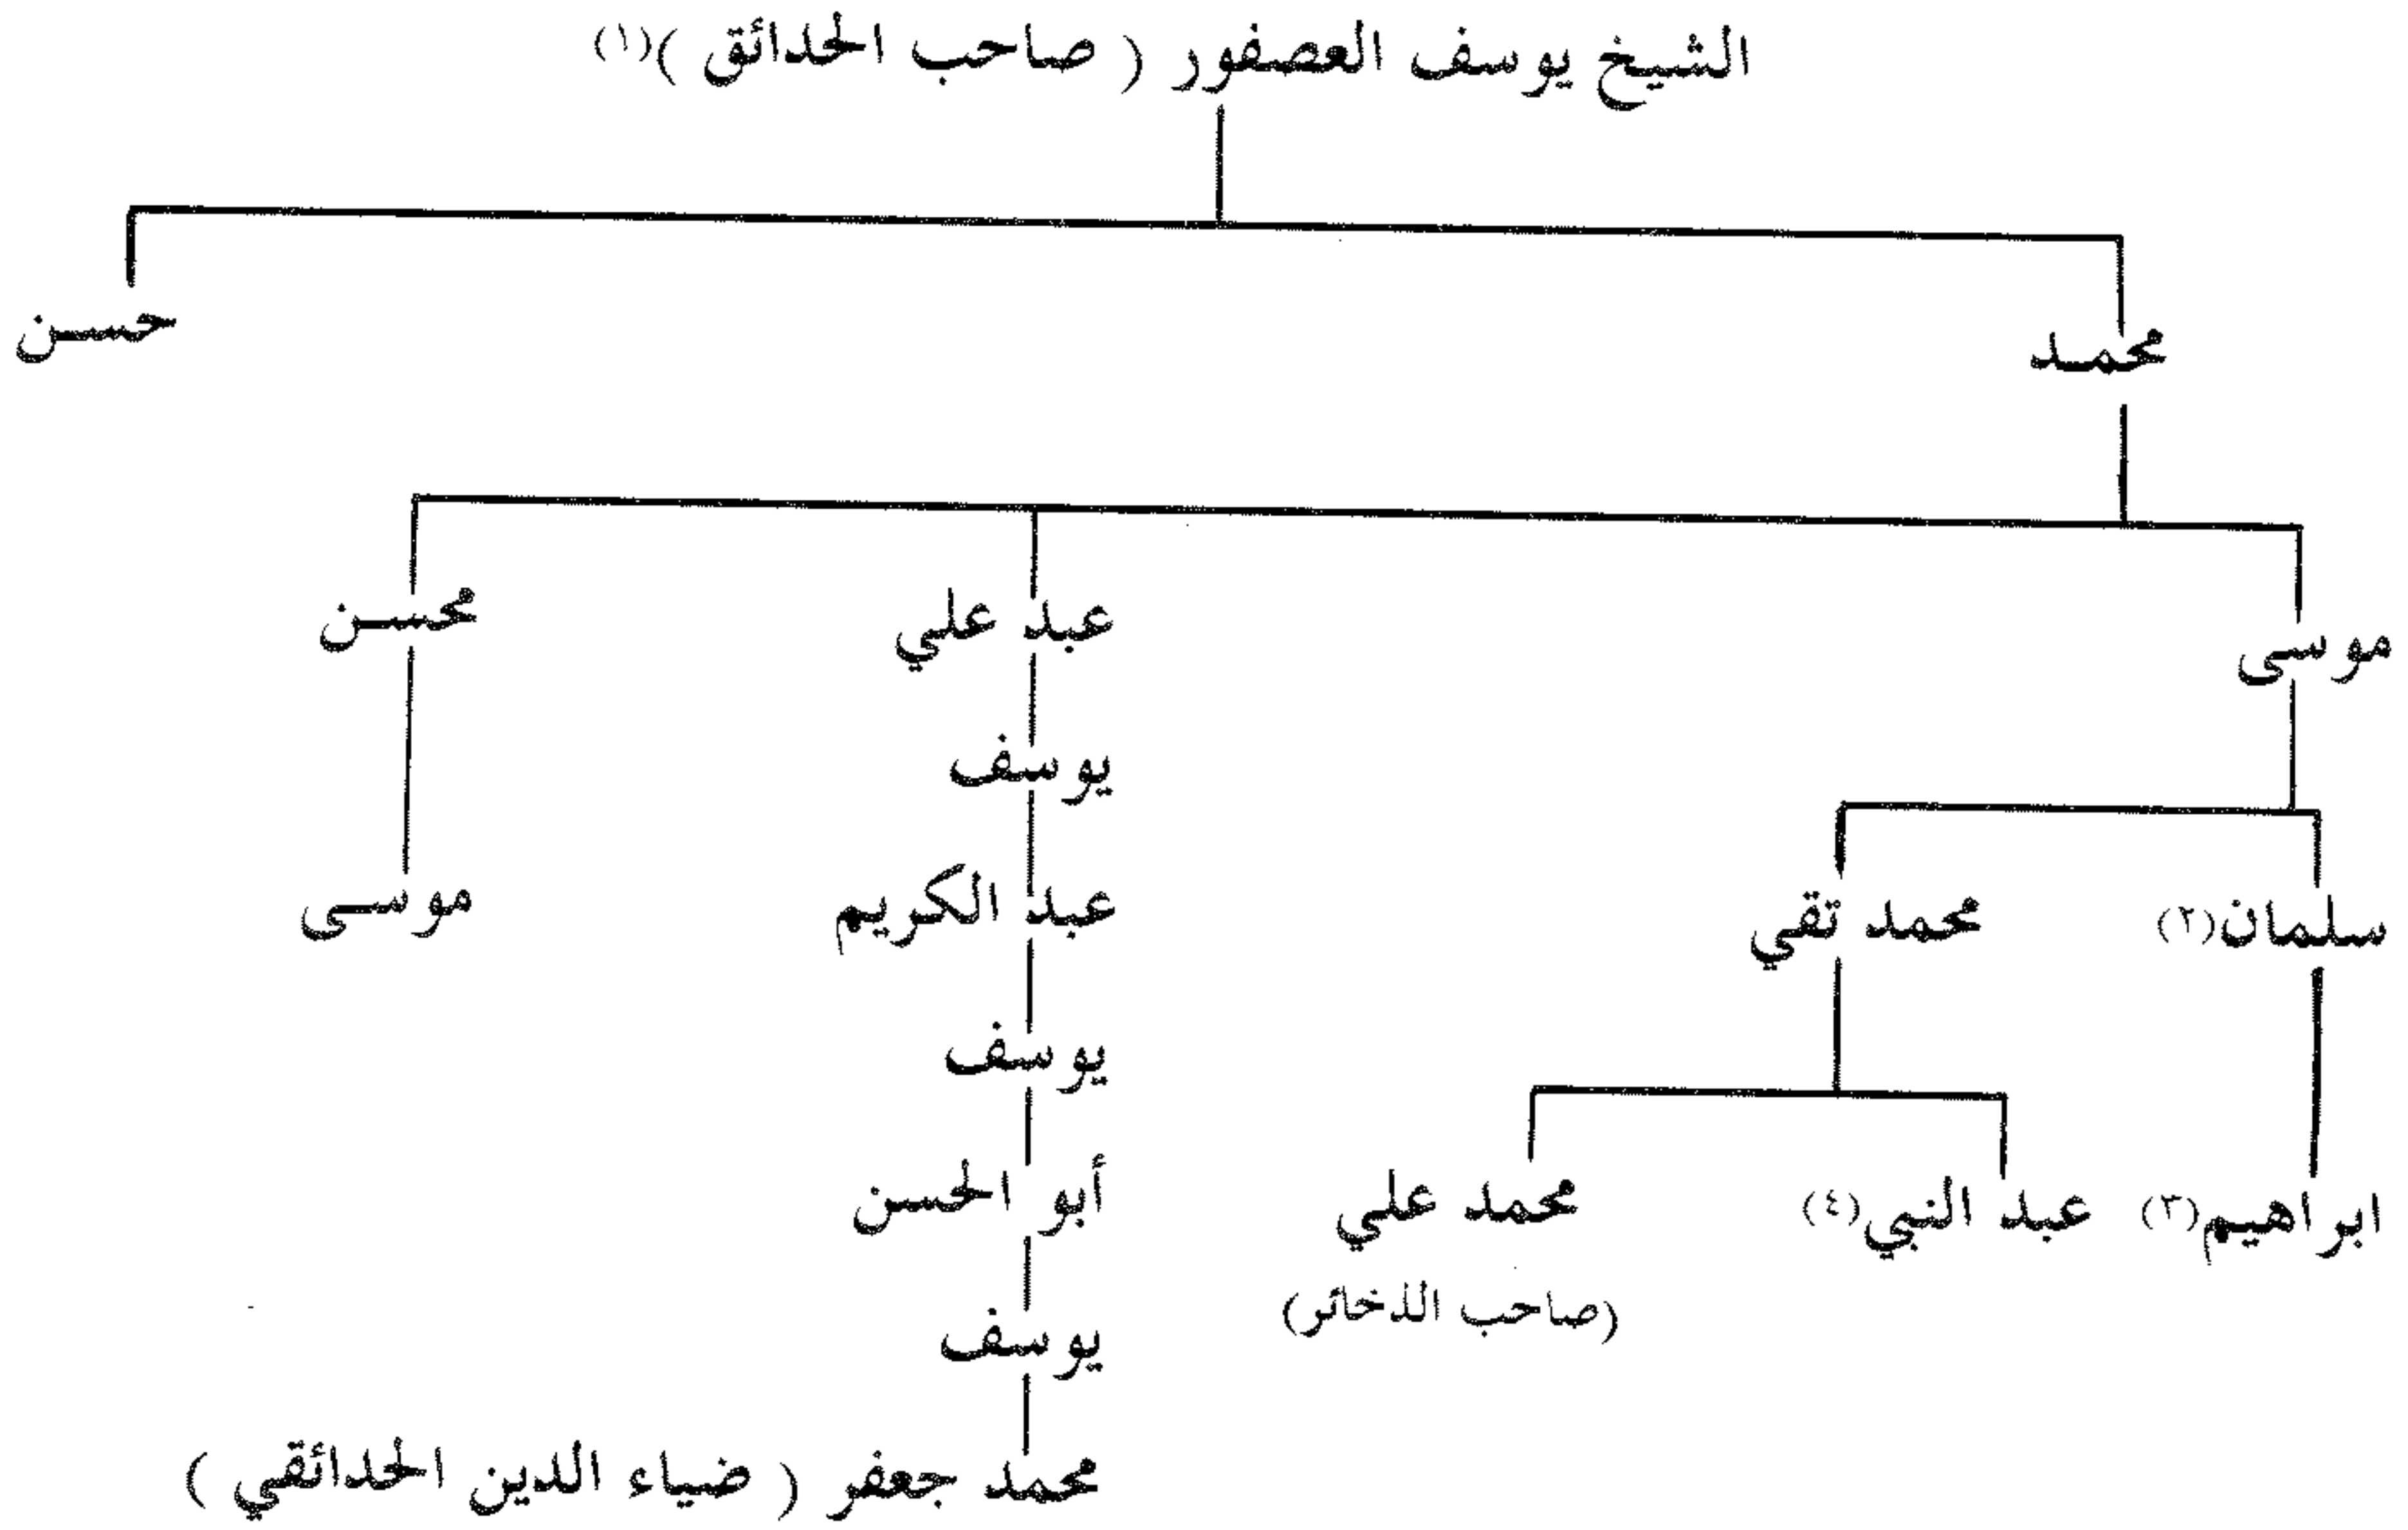 الشيخ يوسف العصفور ( صاحب الحدائق )(١)
محمد
حسن
موسى
عبد علي
محسن
يوسف
سلمان(٢)
محمد تقي
عبد الكريم
موسى
يوسف
ابراهيم(٣)
عبد النبي(٤)
محمد علي
(صاحب الذخائر)
أبو الحسن
يوسف
محمد جعفر ( ضياء الدين الحدائقي )